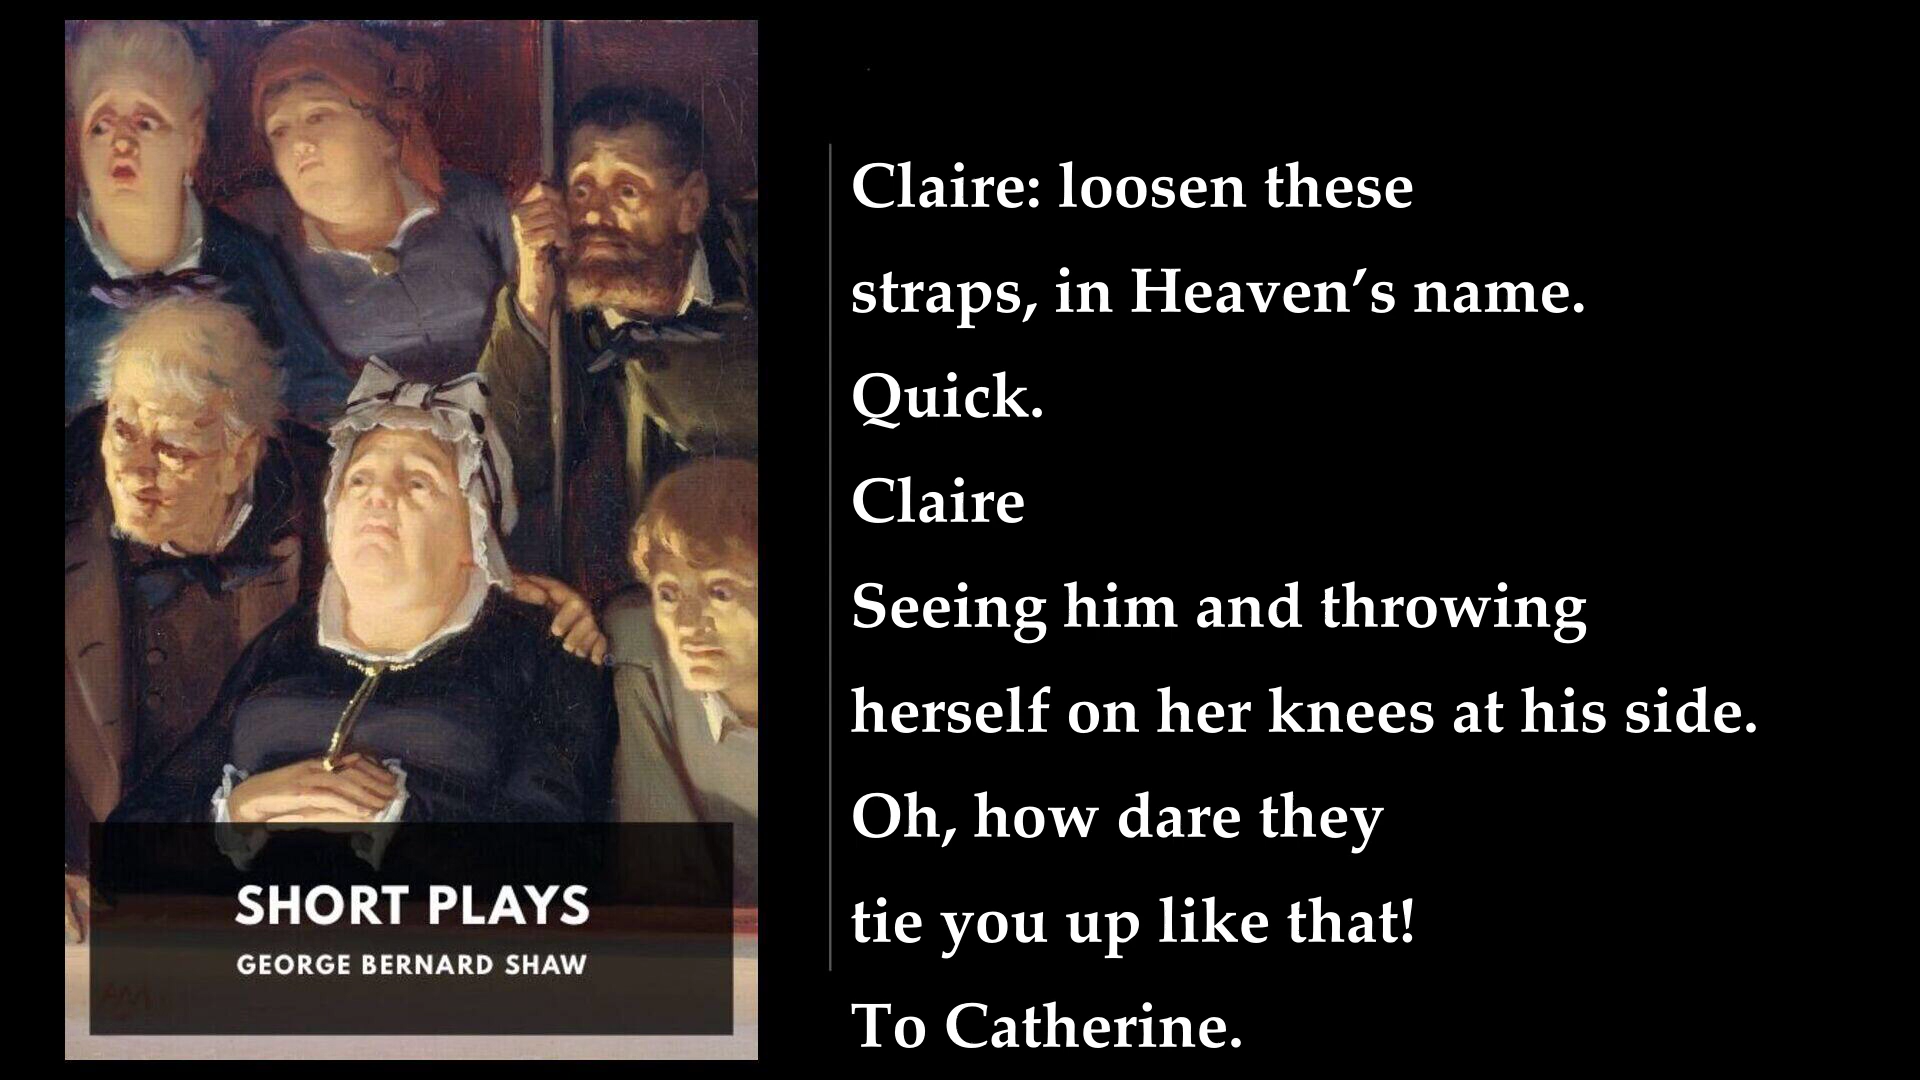 Claire: loosen these
straps, in Heaven’s name.
Quick.
Claire
Seeing him and throwing
herself on her knees at his side.
Oh, how dare they
tie you up like that!
To Catherine.
SHORT PLAYS
GEORGE BERNARD SHAW